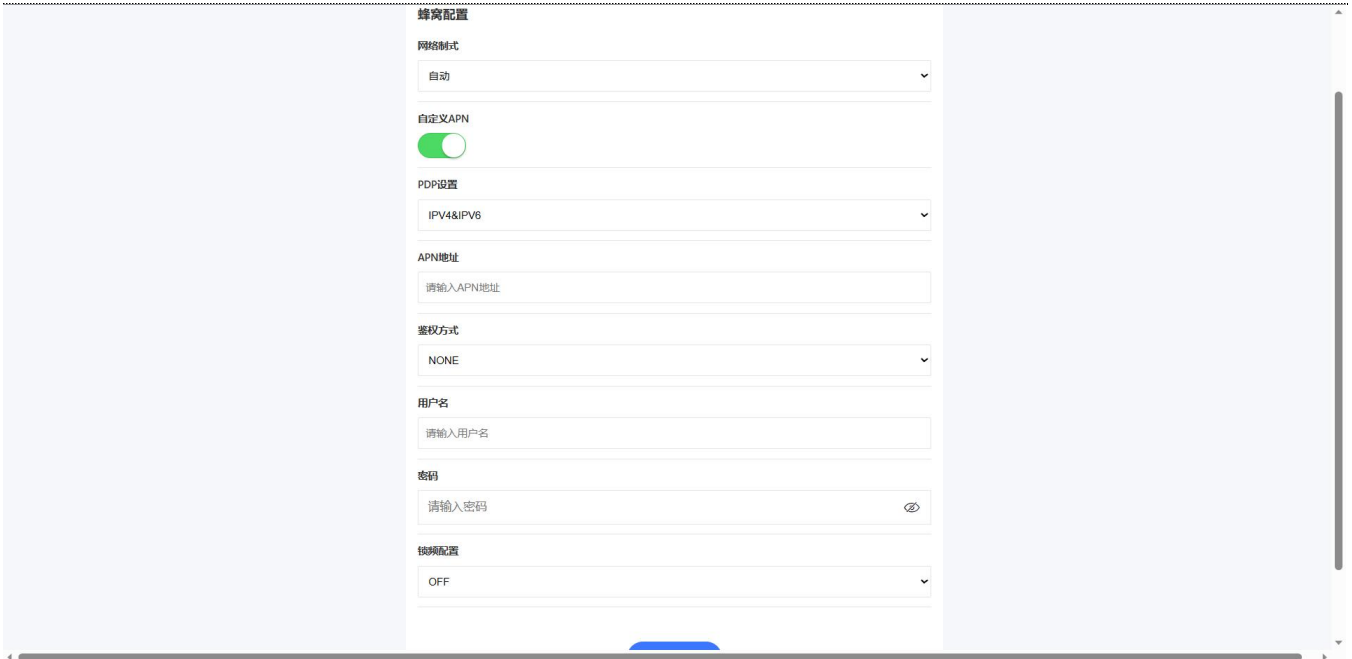 蜂窝配置
网络制式
自动
自定义APN
PDP设置
IPV4&IPV6
APN地址
请输入APN地址
鉴权方式
NONE
用户名
请输入用户名
密码
请输入密码
锁频配置
OFF